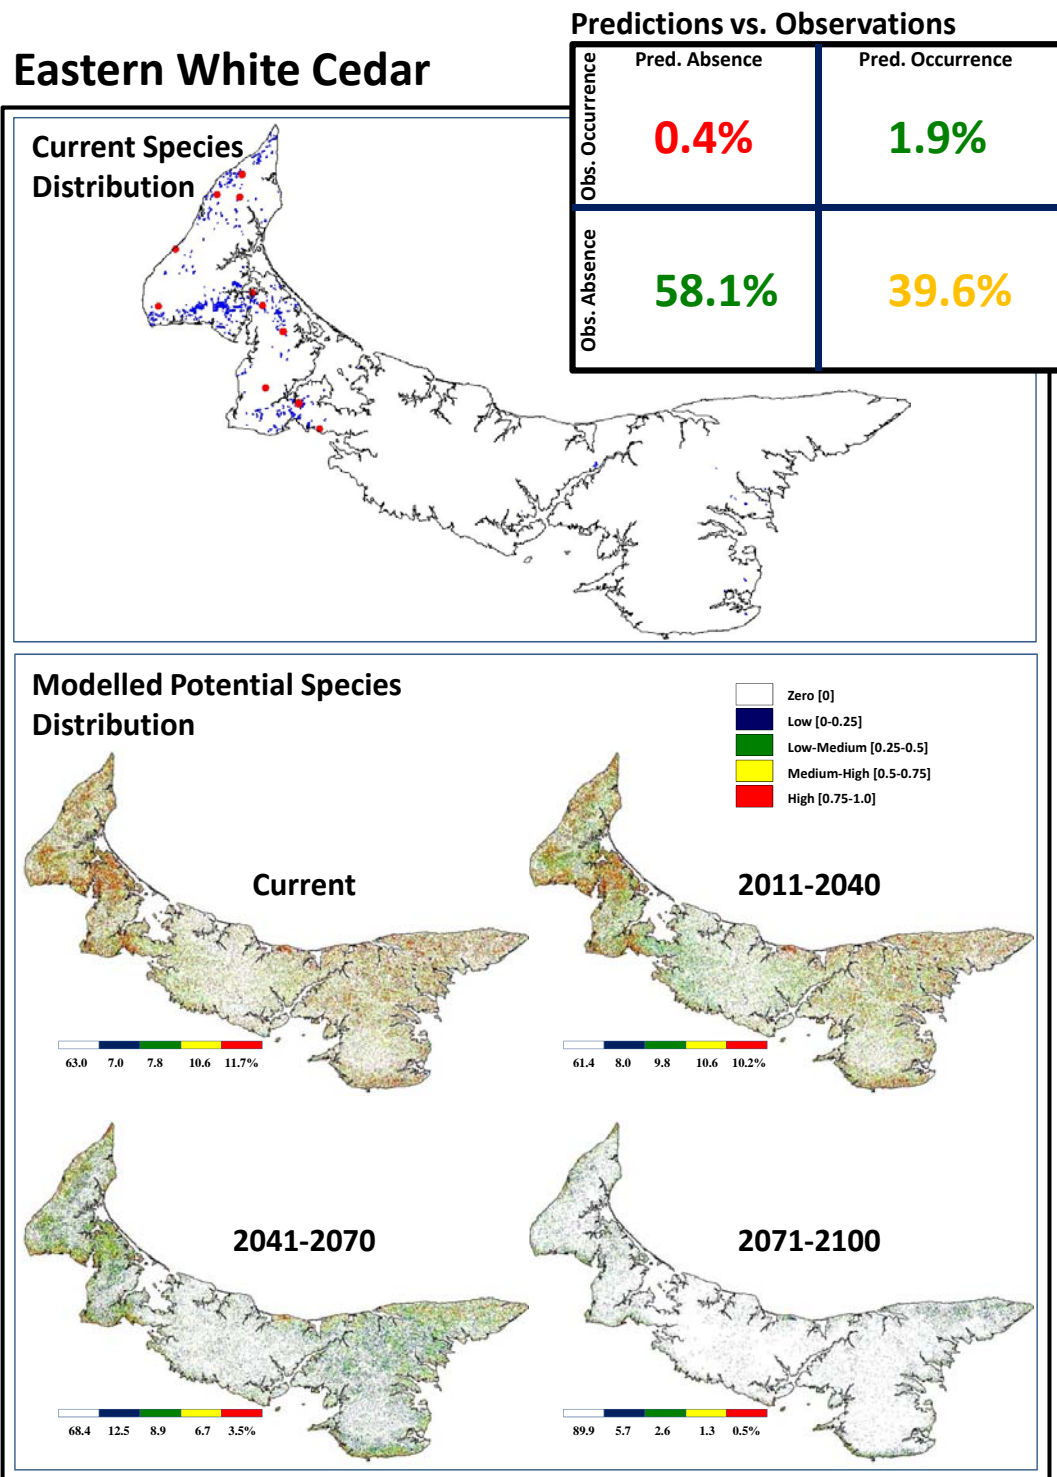 Eastern White Cedar
Predictions vs. Observations
Pred. Absence
Pred. Occurrence
Obs. Occurrence
0.4%
1.9%
Obs. Absence
58.1%
39.6%
Current Species
Distribution
Modelled Potential Species
Distribution
Zero [0]
Low [0-0.25]
Low-Medium [0.25-0.5]
Medium-High [0.5-0.75]
High [0.75-1.0]
Current
63.0 7.0 7.8 10.6 11.7%
2011-2040
61.4 8.0 9.8 10.6 10.2%
2041-2070
68.4 12.5 8.9 6.7 3.5%
2071-2100
89.9 5.7 2.6 1.3 0.5%